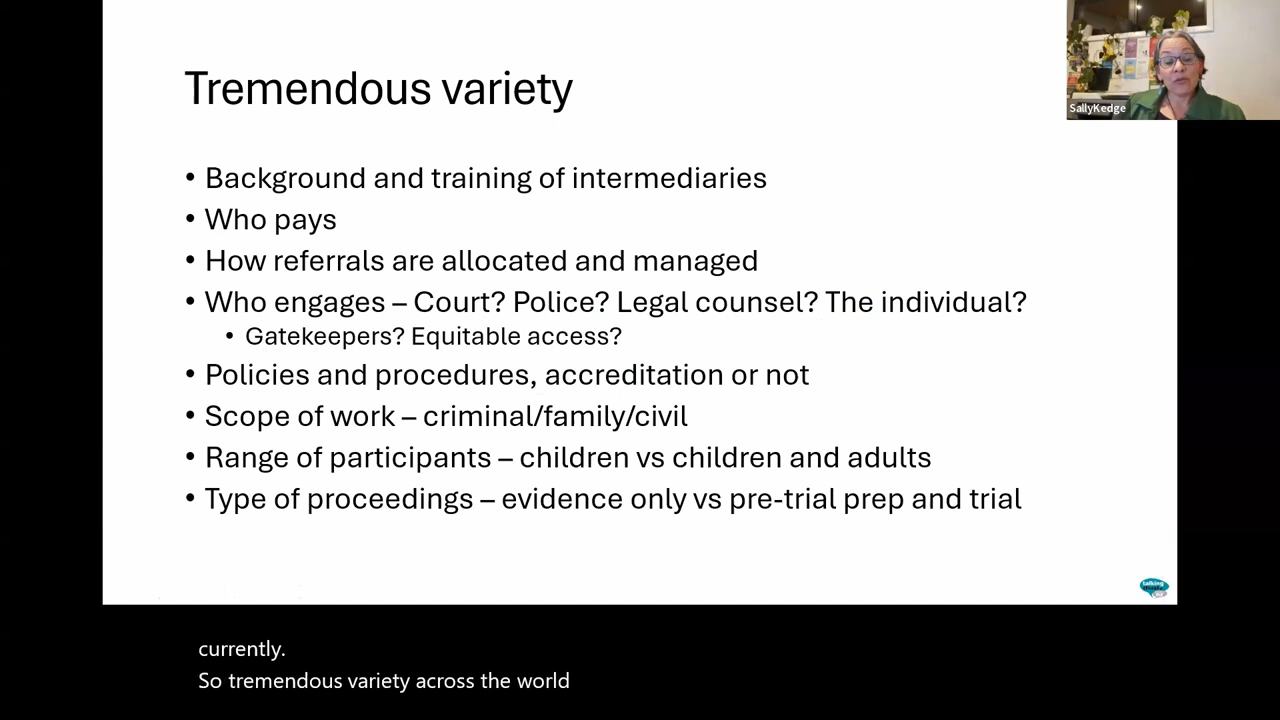 Tremendous variety
SallyKedge
• Background and training of intermediaries
• Who pays
• How referrals are allocated and managed
• Who engages – Court? Police? Legal counsel? The individual?
• Gatekeepers? Equitable access?
• Policies and procedures, accreditation or not
• Scope of work – criminal/family/civil
• Range of participants – children vs children and adults
• Type of proceedings – evidence only vs pre-trial prep and trial
talking
currently.
So tremendous variety across the world